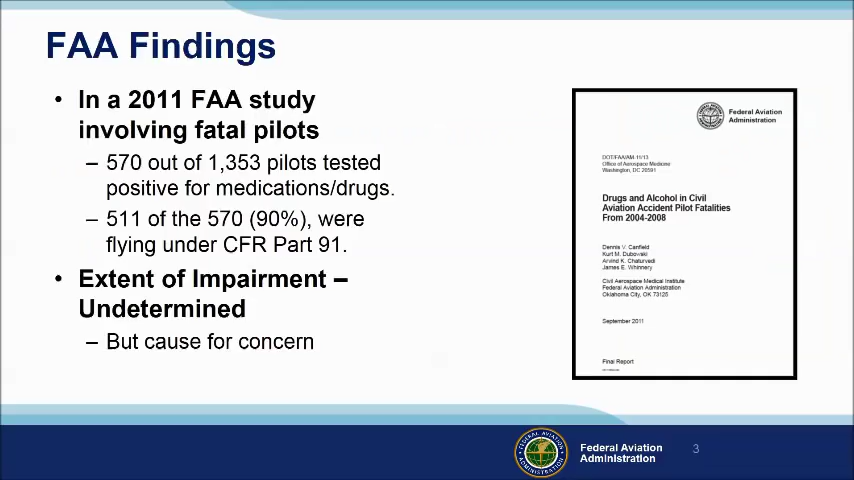 FAA Findings
• In a 2011 FAA study
involving fatal pilots
– 570 out of 1,353 pilots tested
positive for medications/drugs.
– 511 of the 570 (90%), were
flying under CFR Part 91.
• Extent of Impairment –
Undetermined
– But cause for concern
Federal Aviation
Administration
DOT/FAA/AM-11/13
Office of Aerospace Medicine
Washington, DC 20591
Drugs and Alcohol in Civil
Aviation Accident Pilot Fatalities
From 2004-2008
Dennis V. Canfield
Kurt M. Dubowski
Arvind K. Chaturvedi
James E. Whinnery
Civil Aerospace Medical Institute
Federal Aviation Administration
Oklahoma City, OK 73125
September 2011
Final Report
FEDERAL AVIATION
ADMINISTRATION
Federal Aviation
Administration
3